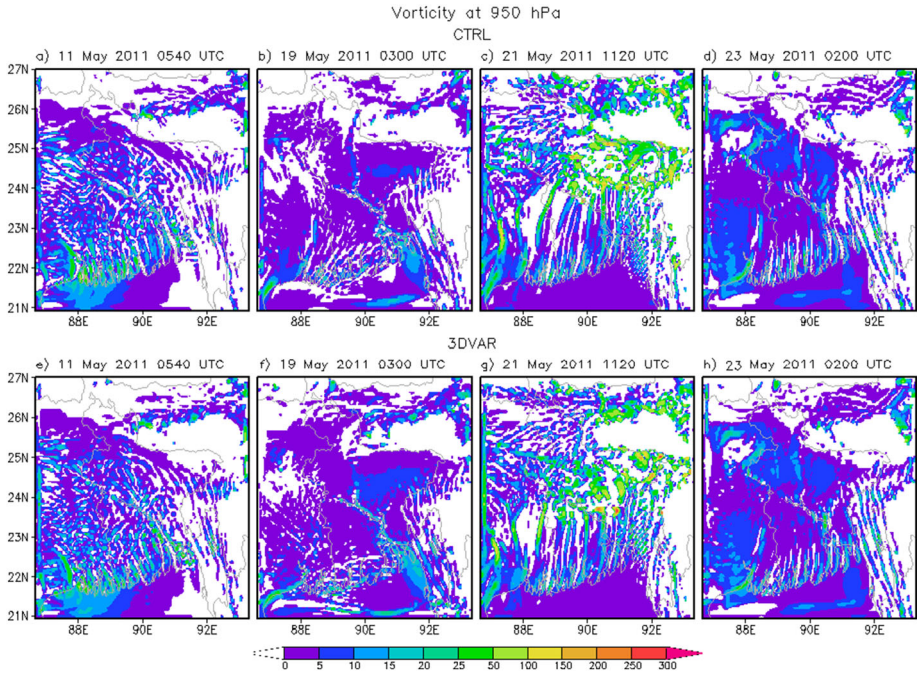 Vorticity at 950 hPa
CTRL
a) 11 May 2011 0540 UTC
b) 19 May 2011 0300 UTC
c) 21 May 2011 1120 UTC
d) 23 May 2011 0200 UTC
27N
26N
25N
24N
23N
22N
21N
88E 90E 92E
88E 90E 92E
88E 90E 92E
88E 90E 92E
3DVAR
e) 11 May 2011 0540 UTC
f) 19 May 2011 0300 UTC
g) 21 May 2011 1120 UTC
h) 23 May 2011 0200 UTC
27N
26N
25N
24N
23N
22N
21N
88E 90E 92E
88E 90E 92E
88E 90E 92E
88E 90E 92E
0 5 10 15 20 25 50 100 150 200 250 300